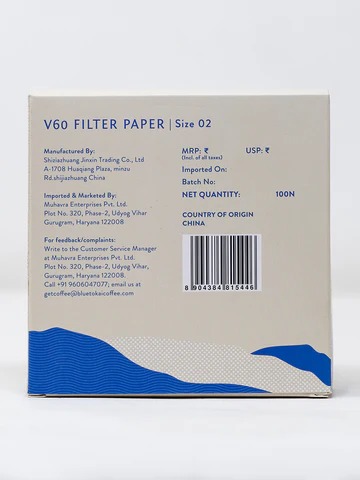 V60 FILTER PAPER | Size 02
Manufactured By:
Shiziazhuang Jinxin Trading Co., Ltd
A-1708 Huaqiang Plaza, minzu
Rd.shijiazhuang China
Imported & Marketed By:
Muhavra Enterprises Pvt. Ltd.
Plot No. 320, Phase-2, Udyog Vihar
Gurugram, Haryana 122008
For feedback/complaints:
Write to the Customer Service Manager
at Muhavra Enterprises Pvt. Ltd.
Plot No. 320, Phase-2, Udyog Vihar,
Gurugram, Haryana 122008.
Call +91 9606047077; email us at
getcoffee@bluetokaicoffee.com
MRP: ₹ USP: ₹
(Incl. of all taxes)
Imported On:
Batch No:
NET QUANTITY: 100N
COUNTRY OF ORIGIN
CHINA
8 904384 815446